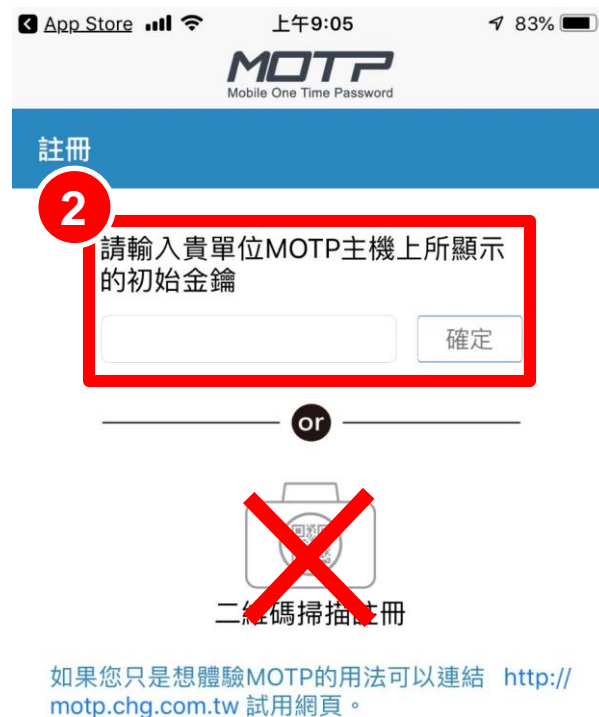 App Store 上午9:05 83%
MOTP
Mobile One Time Password
註冊
2
請輸入貴單位MOTP主機上所顯示
的初始金鑰
確定
or
二維碼掃描註冊
如果您只是想體驗MOTP的用法可以連結 http://
motp.chg.com.tw 試用網頁。